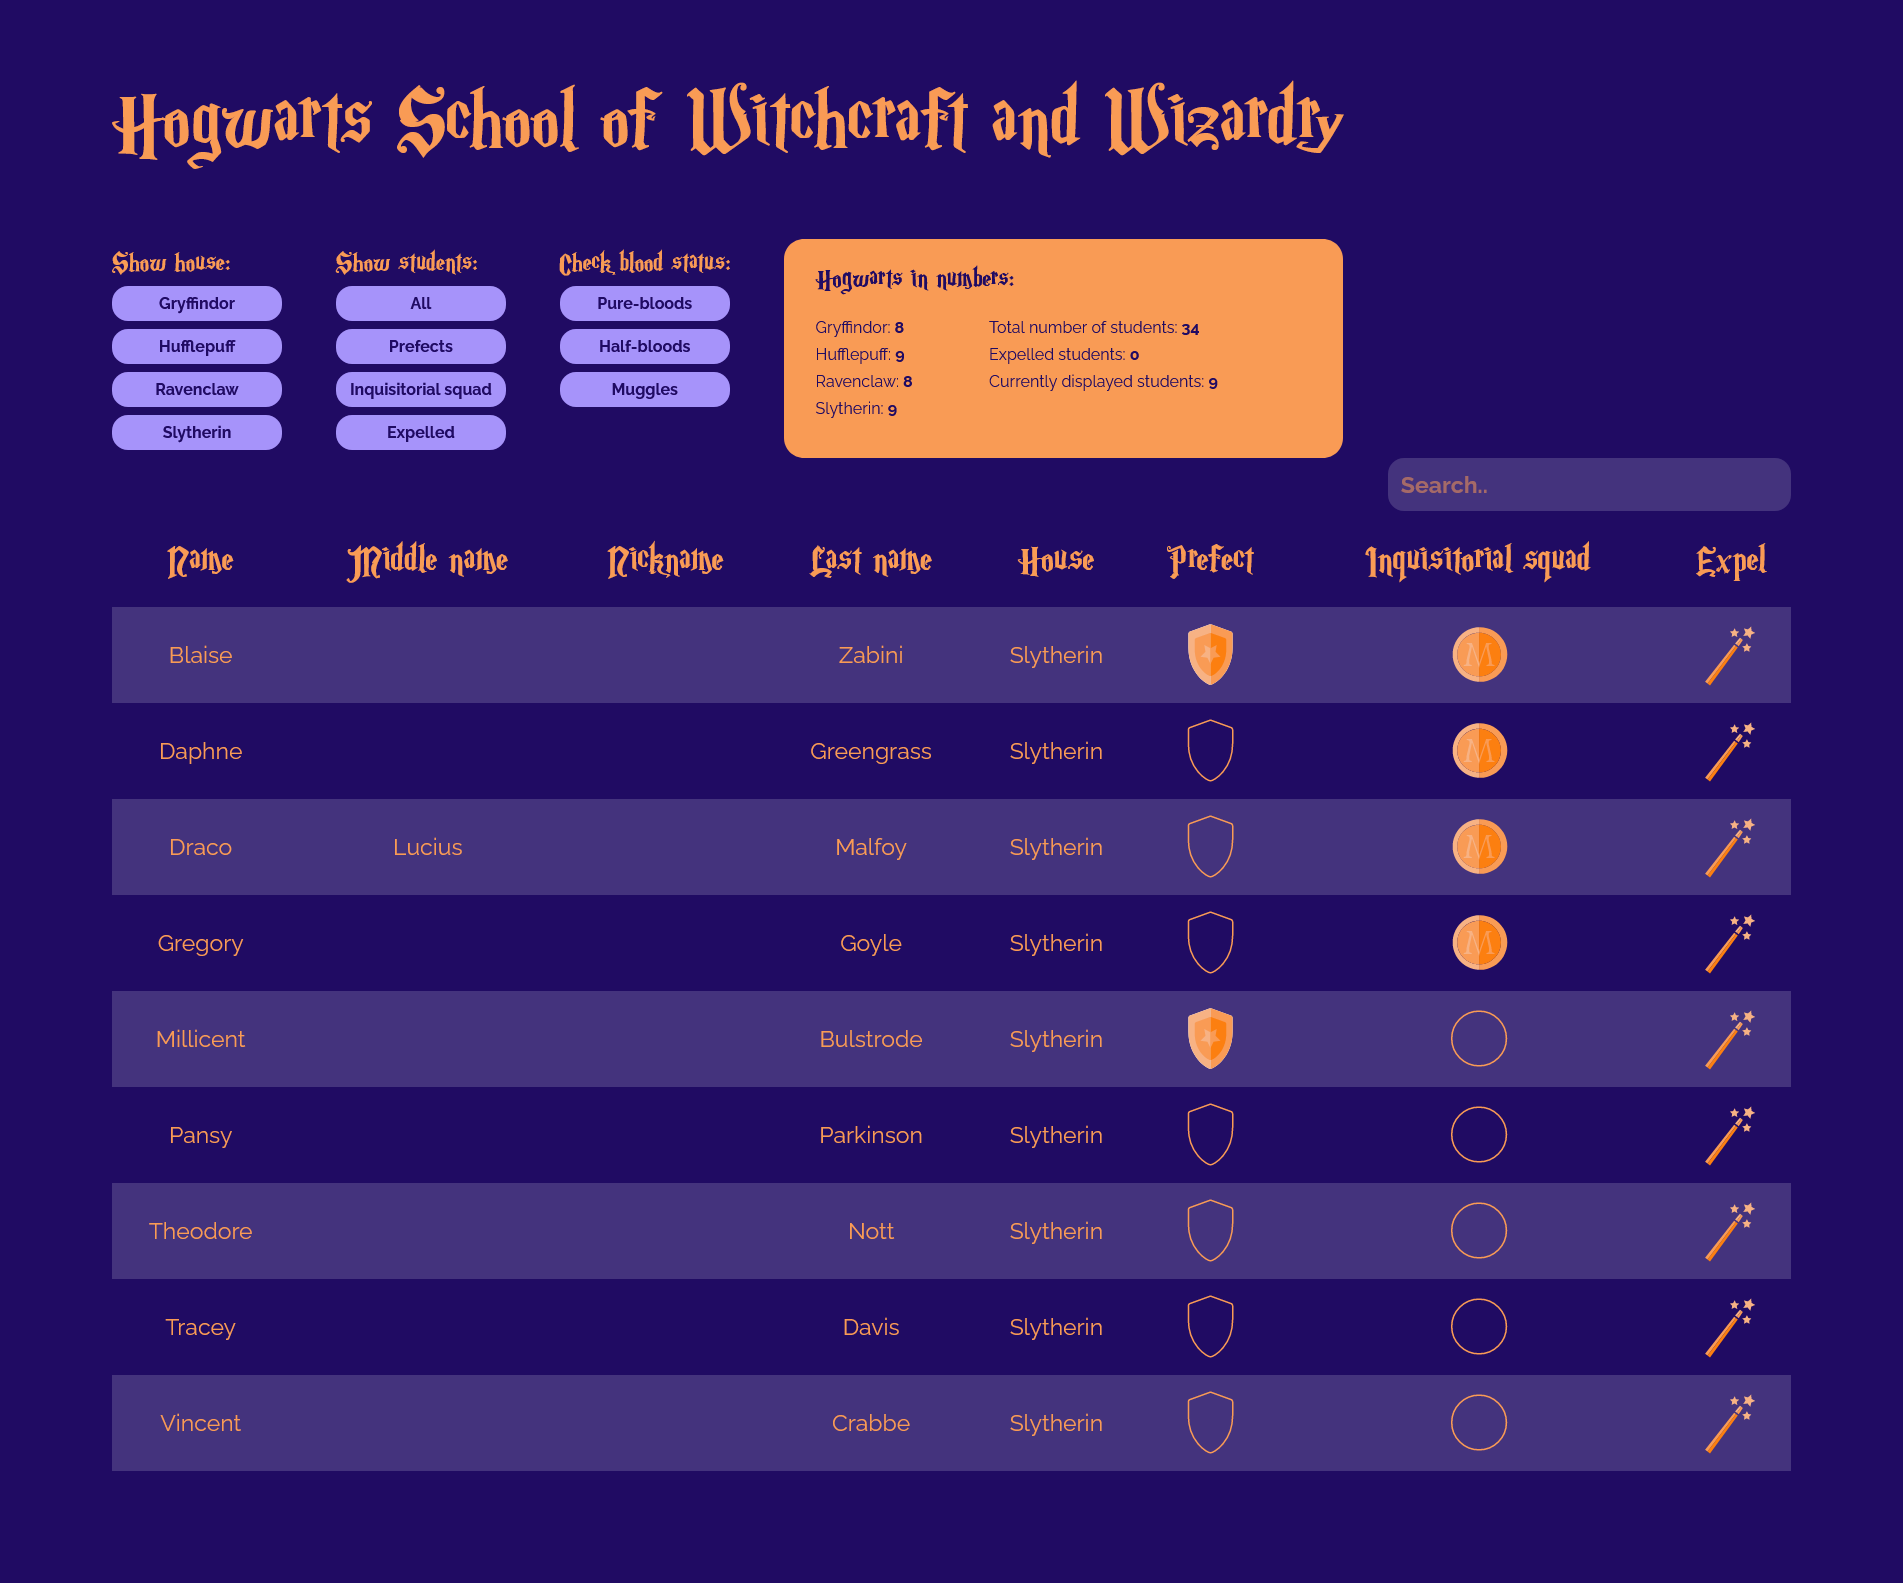 Hogwarts School of Witchcraft and Wizardry
Show house:
Gryffindor
Hufflepuff
Ravenclaw
Slytherin
Show students:
All
Prefects
Inquisitorial squad
Expelled
Check blood status:
Pure-bloods
Half-bloods
Muggles
Hogwarts in numbers:
Gryffindor: 8
Hufflepuff: 9
Ravenclaw: 8
Slytherin: 9
Total number of students: 34
Expelled students: 0
Currently displayed students: 9
Search..
Name Middle name Nickname Last name House Prefect Inquisitorial squad Expel
Blaise Zabini Slytherin M
Daphne Greengrass Slytherin M
Draco Lucius Malfoy Slytherin M
Gregory Goyle Slytherin M
Millicent Bulstrode Slytherin
Pansy Parkinson Slytherin
Theodore Nott Slytherin
Tracey Davis Slytherin
Vincent Crabbe Slytherin